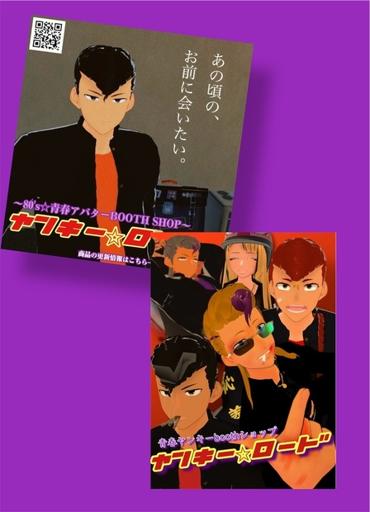 あの頃の、
お前に会いたい。
〜80's☆青春アバターBOOTH SHOP〜
ヤンキー☆ロ
商品の更新情報はこちら
青春ヤンキーboothショップ
ヤンキー☆ロード